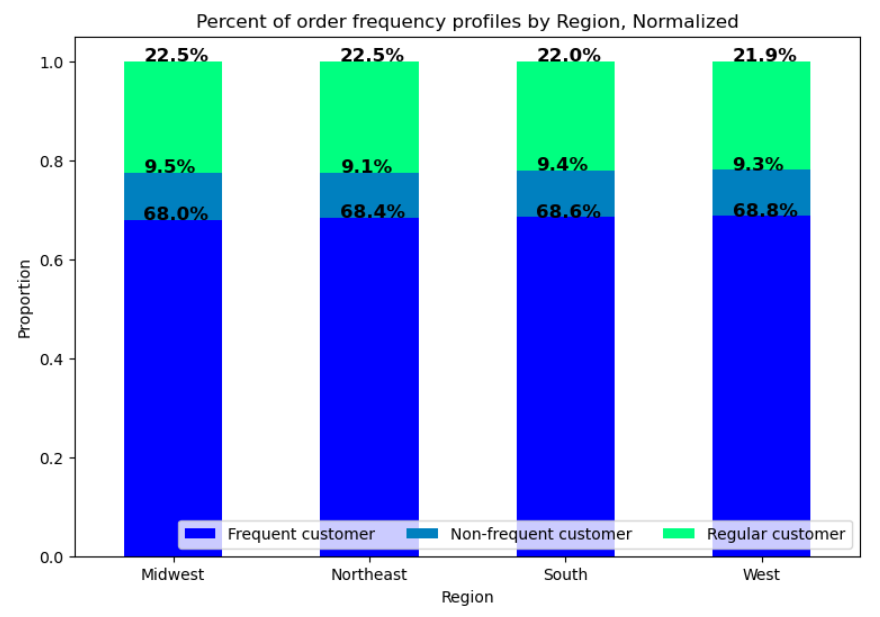 Percent of order frequency profiles by Region, Normalized
22.5% 22.5% 22.0% 21.9%
1.0
0.8
9.5% 9.1% 9.4% 9.3%
68.0% 68.4% 68.6% 68.8%
0.6
0.4
0.2
0.0
Proportion
Frequent customer Non-frequent customer Regular customer
Midwest Northeast South West
Region